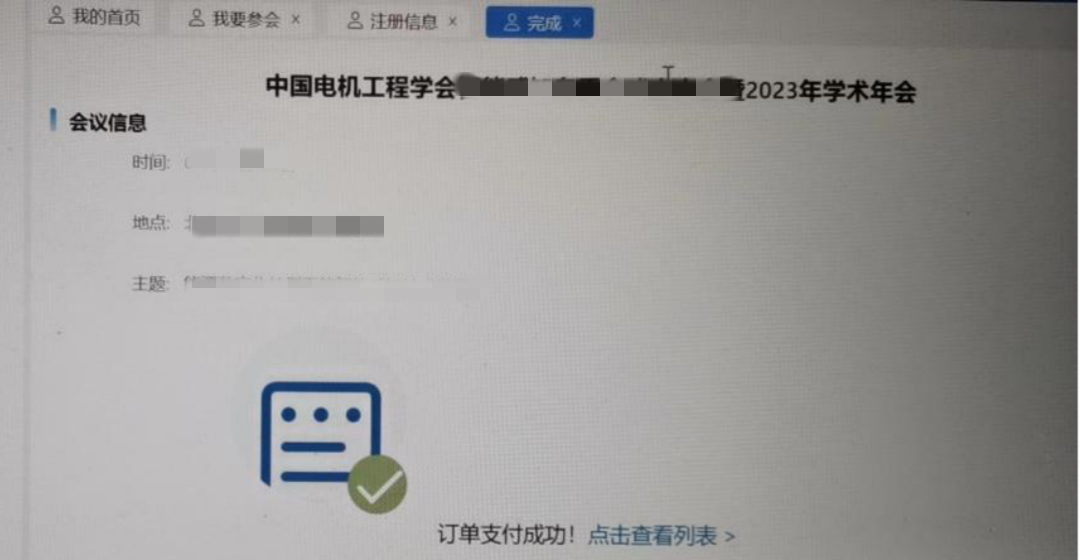 我的首页 我要参会 × 注册信息 × 完成 ×
中国电机工程学会 暨2023年学术年会
会议信息
时间:
地点:
主题:
订单支付成功! 点击查看列表 >